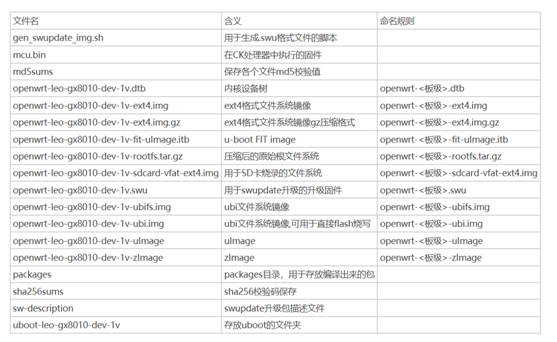 文件名 含义 命名规则
gen_swupdate_img.sh 用于生成.swu格式文件的脚本
mcu.bin 在CK处理器中执行的固件
md5sums 保存各个文件md5校验值
openwrt-leo-gx8010-dev-1v.dtb 内核设备树 openwrt-<板级>.dtb
openwrt-leo-gx8010-dev-1v-ext4.img ext4格式文件系统镜像 openwrt-<板级>-ext4.img
openwrt-leo-gx8010-dev-1v-ext4.img.gz ext4格式文件系统镜像gz压缩格式 openwrt-<板级>-ext4.img.gz
openwrt-leo-gx8010-dev-1v-fit-uImage.itb u-boot FIT image openwrt-<板级>-fit-uImage.itb
openwrt-leo-gx8010-dev-1v-rootfs.tar.gz 压缩后的原始根文件系统 openwrt-<板级>-rootfs.tar.gz
openwrt-leo-gx8010-dev-1v-sdcard-vfat-ext4.img 用于SD卡烧录的文件系统 openwrt-<板级>-sdcard-vfat-ext4.img
openwrt-leo-gx8010-dev-1v.swu 用于swupdate升级的升级固件 openwrt-<板级>.swu
openwrt-leo-gx8010-dev-1v-ubifs.img ubi文件系统镜像 openwrt-<板级>-ubifs.img
openwrt-leo-gx8010-dev-1v-ubi.img ubi文件系统镜像,可用于直接flash烧写 openwrt-<板级>-ubi.img
openwrt-leo-gx8010-dev-1v-uImage uImage openwrt-<板级>-uImage
openwrt-leo-gx8010-dev-1v-zImage zImage openwrt-<板级>-zImage
packages packages目录，用于存放编译出来的包
sha256sums sha256校验码保存
sw-description swupdate升级包描述文件
uboot-leo-gx8010-dev-1v 存放uboot的文件夹